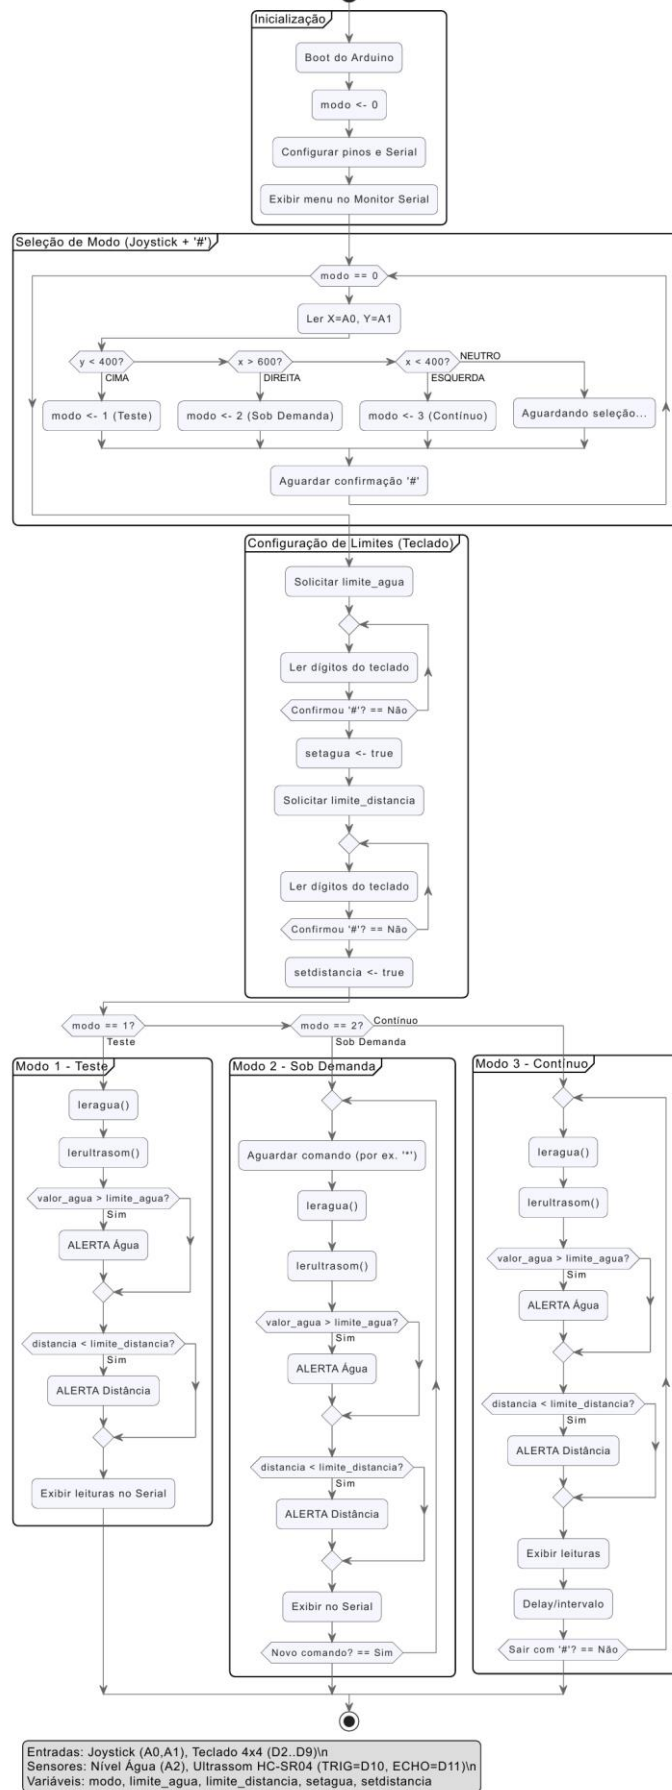 Inicialização
Boot do Arduino
modo <- 0
Configurar pinos e Serial
Exibir menu no Monitor Serial
Seleção de Modo (Joystick + '#')
modo == 0
Ler X=A0, Y=A1
y < 400?
CIMA
x > 600?
DIREITA
x < 400?
ESQUERDA
NEUTRO
modo <- 1 (Teste)
modo <- 2 (Sob Demanda)
modo <- 3 (Contínuo)
Aguardando seleção...
Aguardar confirmação '#'
Configuração de Limites (Teclado)
Solicitar limite_agua
Ler dígitos do teclado
Confirmou '#'? == Não
setagua <- true
Solicitar limite_distancia
Ler dígitos do teclado
Confirmou '#'? == Não
setdistancia <- true
modo == 1?
Teste
modo == 2?
Sob Demanda
Contínuo
Modo 1 - Teste
leragua()
lerultrasom()
valor_agua > limite_agua?
Sim
ALERTA Água
distancia < limite_distancia?
Sim
ALERTA Distância
Exibir leituras no Serial
Modo 2 - Sob Demanda
Aguardar comando (por ex. '*')
leragua()
lerultrasom()
valor_agua > limite_agua?
Sim
ALERTA Água
distancia < limite_distancia?
Sim
ALERTA Distância
Exibir no Serial
Novo comando? == Sim
Modo 3 - Contínuo
leragua()
lerultrasom()
valor_agua > limite_agua?
Sim
ALERTA Água
distancia < limite_distancia?
Sim
ALERTA Distância
Exibir leituras
Delay/intervalo
Sair com '#'? == Não
Entradas: Joystick (A0,A1), Teclado 4x4 (D2..D9)\n
Sensores: Nível Água (A2), Ultrassom HC-SR04 (TRIG=D10, ECHO=D11)\n
Variáveis: modo, limite_agua, limite_distancia, setagua, setdistancia